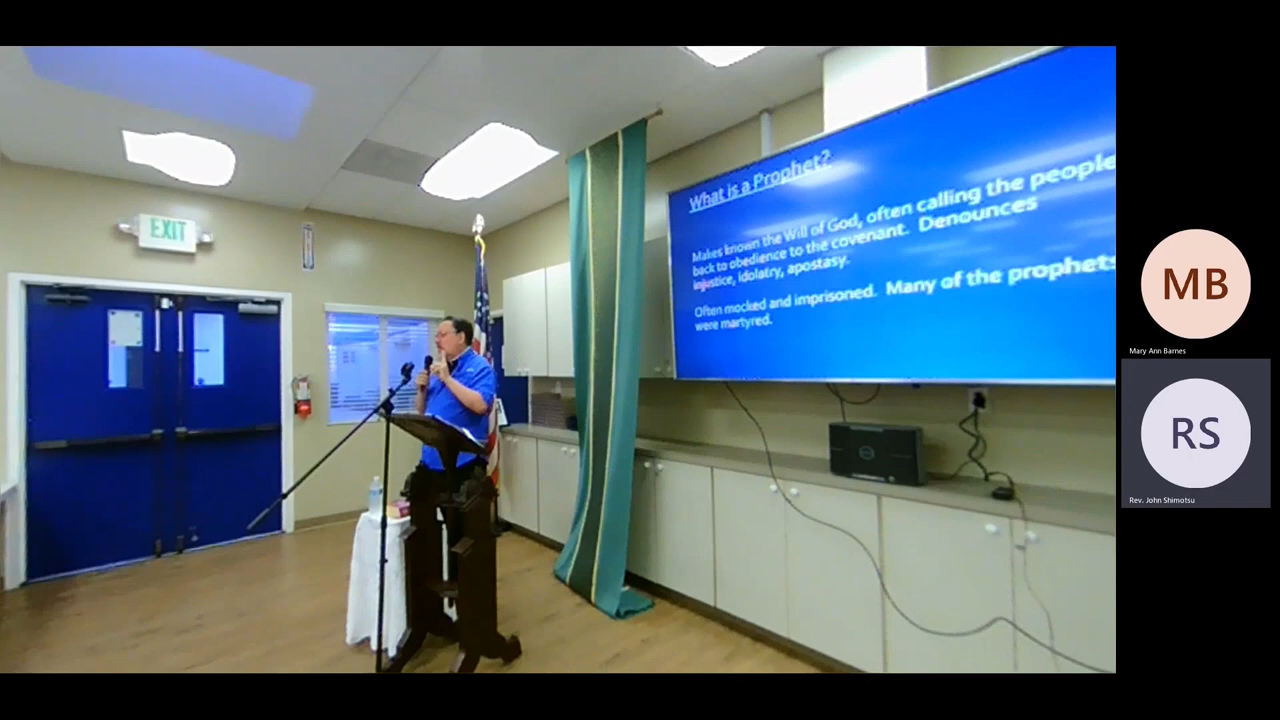 EXIT
What is a Prophet?
Makes known the Will of God, often calling the people
back to obedience to the covenant. Denounces
injustice, idolatry, apostasy.
Often mocked and imprisoned. Many of the prophets
were martyred.
MB
Mary Ann Barnes
RS
Rev. John Shimotsu